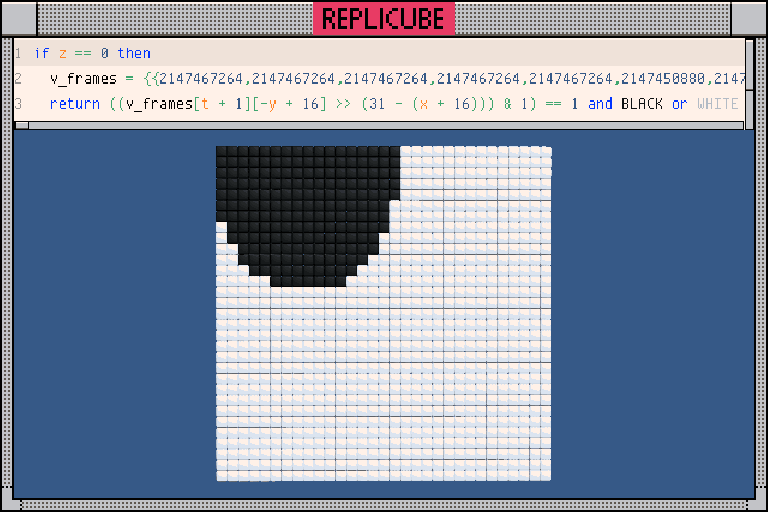 REPLICUBE
1 if z == 0 then
2 v_frames = {{2147467264,2147467264,2147467264,2147467264,2147467264,2147450880,2147
3 return ((v_frames[t + 1][-y + 16] >> (31 - (x + 16))) & 1) == 1 and BLACK or WHITE